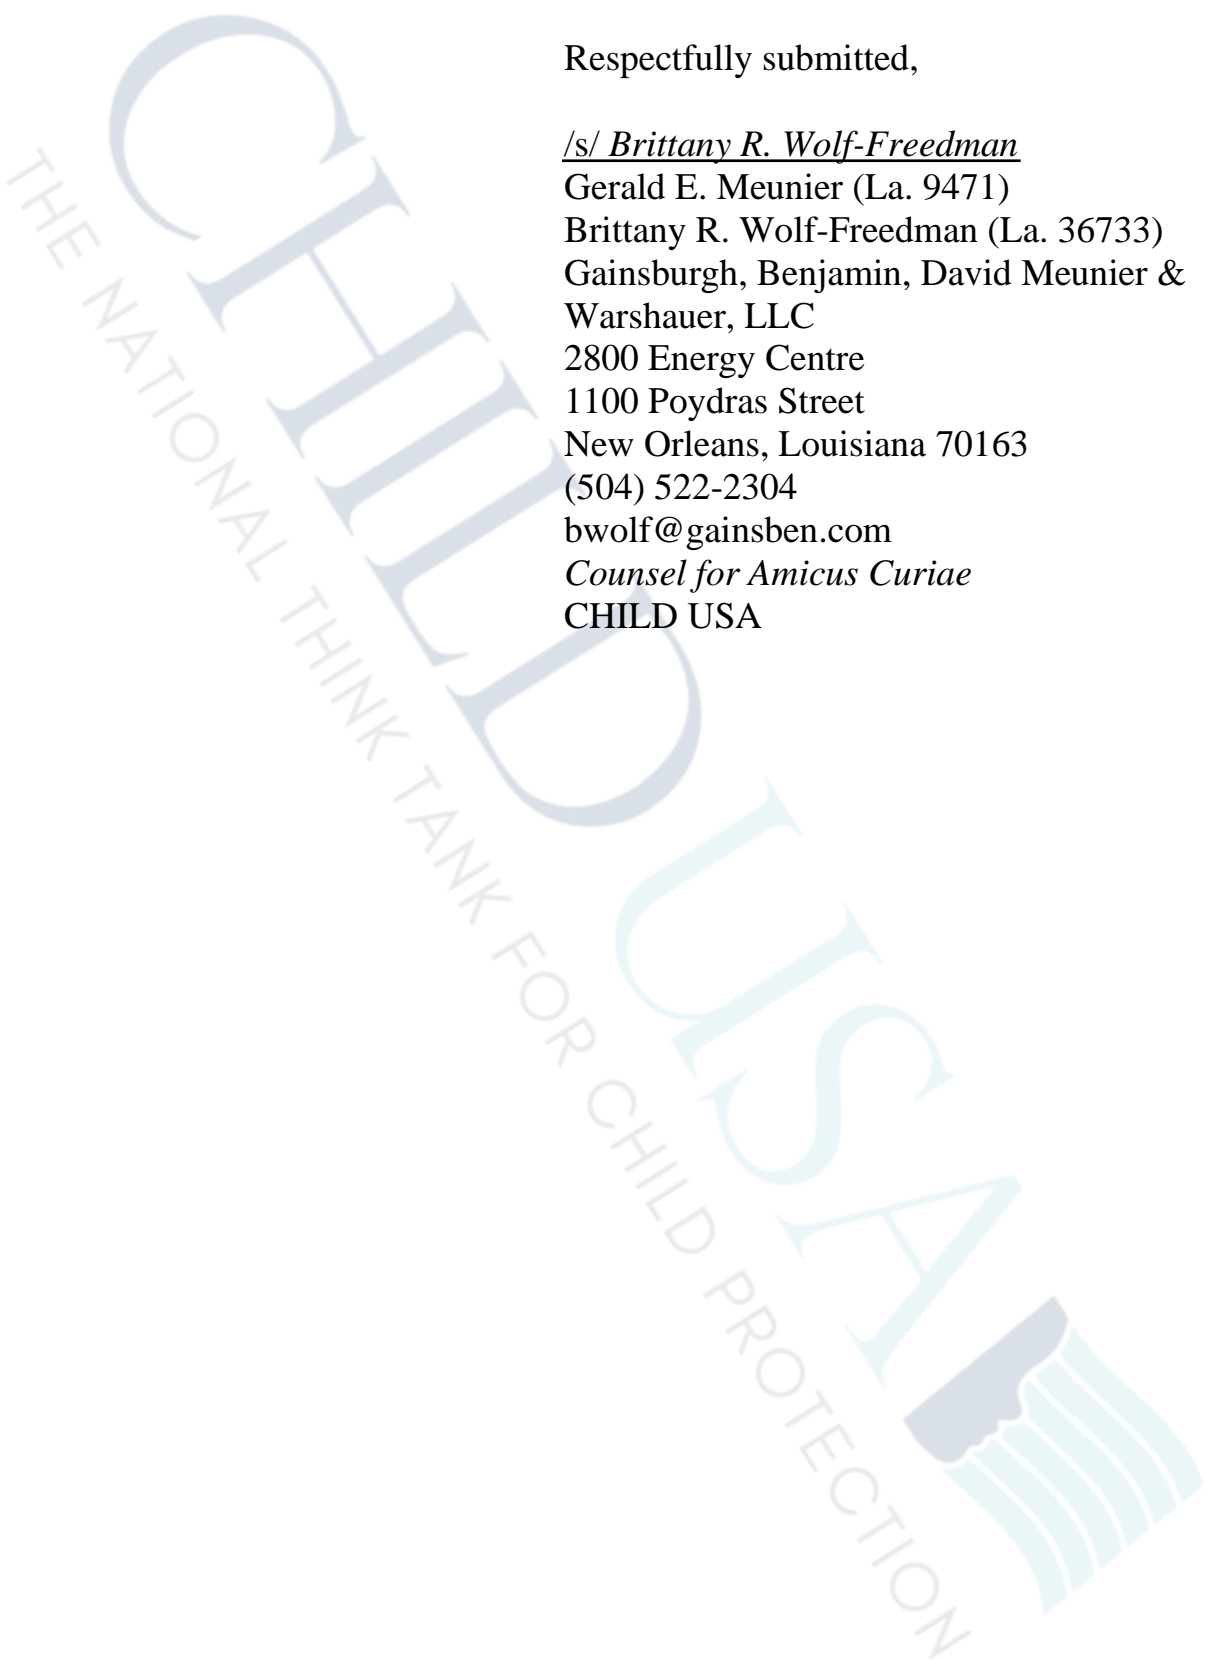 Respectfully submitted,
/s/ Brittany R. Wolf-Freedman
Gerald E. Meunier (La. 9471)
Brittany R. Wolf-Freedman (La. 36733)
Gainsburgh, Benjamin, David Meunier &
Warshauer, LLC
2800 Energy Centre
1100 Poydras Street
New Orleans, Louisiana 70163
(504) 522-2304
bwolf@gainsben.com
Counsel for Amicus Curiae
CHILD USA
CHILD USA
THE NATIONAL THINK TANK FOR CHILD PROTECTION